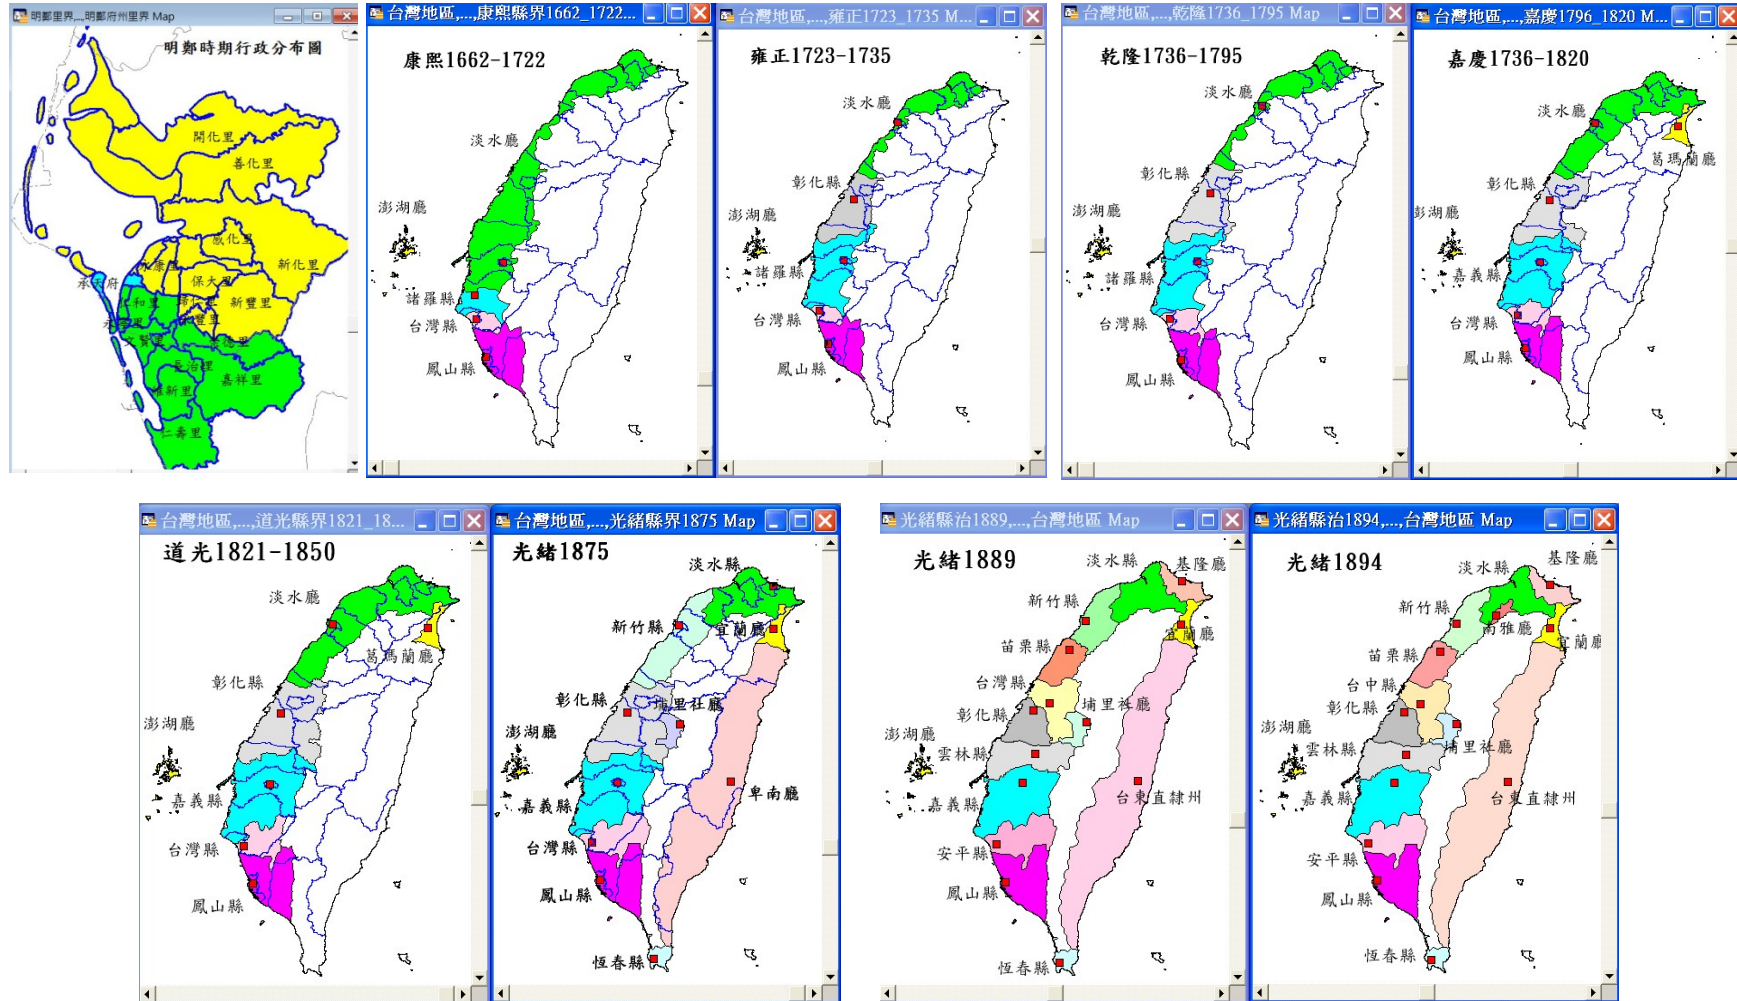 明鄭里界,...,明鄭府州里界 Map
明鄭時期行政分布圖
開化里
善化里
威化里
永康里
新化里
保大里
承天府
仁和里
歸仁里
新豐里
文賢里
長治里
嘉祥里
維新里
仁壽里
台灣地區,...,康熙縣界1662_1722...
康熙1662-1722
淡水廳
澎湖廳
諸羅縣
台灣縣
鳳山縣
台灣地區,...,雍正1723_1735 M...
雍正1723-1735
淡水廳
彰化縣
澎湖廳
諸羅縣
台灣縣
鳳山縣
台灣地區,...,乾隆1736_1795 Map
乾隆1736-1795
淡水廳
彰化縣
澎湖廳
諸羅縣
台灣縣
鳳山縣
台灣地區,...,嘉慶1796_1820 M...
嘉慶1736-1820
淡水廳
葛瑪蘭廳
彰化縣
澎湖廳
嘉義縣
台灣縣
鳳山縣
台灣地區,...,道光縣界1821_18...
道光1821-1850
淡水廳
葛瑪蘭廳
彰化縣
澎湖廳
嘉義縣
台灣縣
鳳山縣
台灣地區,...,光緒縣界1875 Map
光緒1875
淡水縣
新竹縣
宜蘭廳
彰化縣
埔里社廳
澎湖廳
卑南廳
嘉義縣
台灣縣
鳳山縣
恆春縣
光緒縣治1889,...,台灣地區 Map
光緒1889
淡水縣
基隆廳
新竹縣
宜蘭廳
苗栗縣
台灣縣
埔里社廳
彰化縣
澎湖廳
雲林縣
台東直隸州
嘉義縣
安平縣
鳳山縣
恆春縣
光緒縣治1894,...,台灣地區 Map
光緒1894
淡水縣
基隆廳
新竹縣
南雅廳
宜蘭廳
苗栗縣
台中縣
彰化縣
澎湖廳
埔里社廳
雲林縣
台東直隸州
嘉義縣
安平縣
鳳山縣
恆春縣